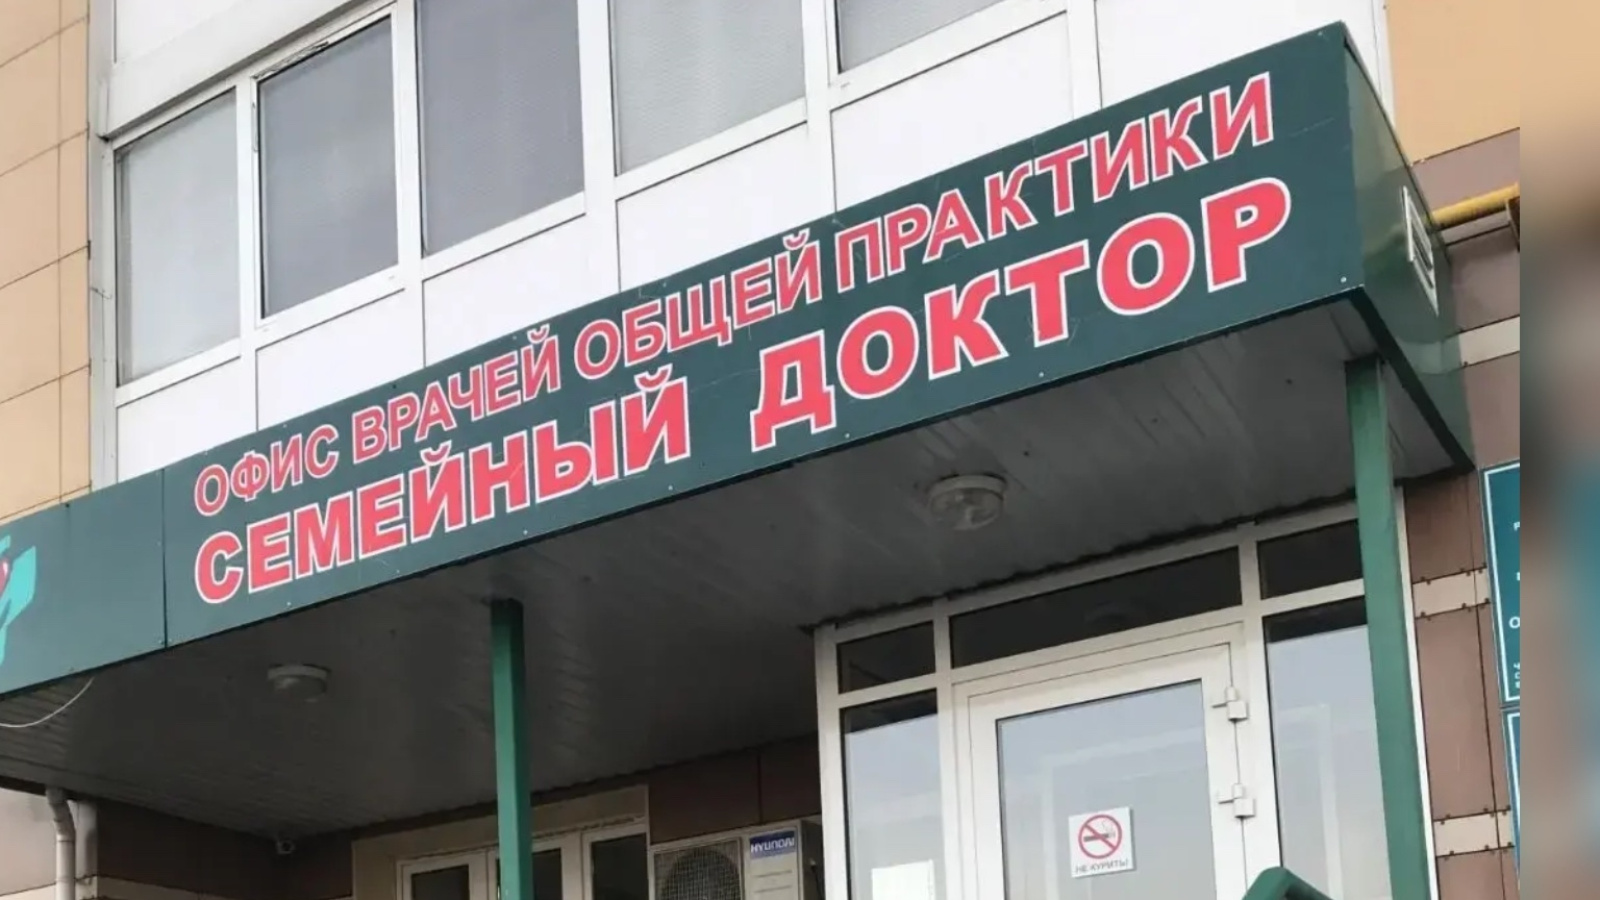 ОФИС ВРАЧЕЙ ОБЩЕЙ ПРАКТИКИ
СЕМЕЙНЫЙ ДОКТОР
HYUNDAI
НЕ КУРИТЬ!